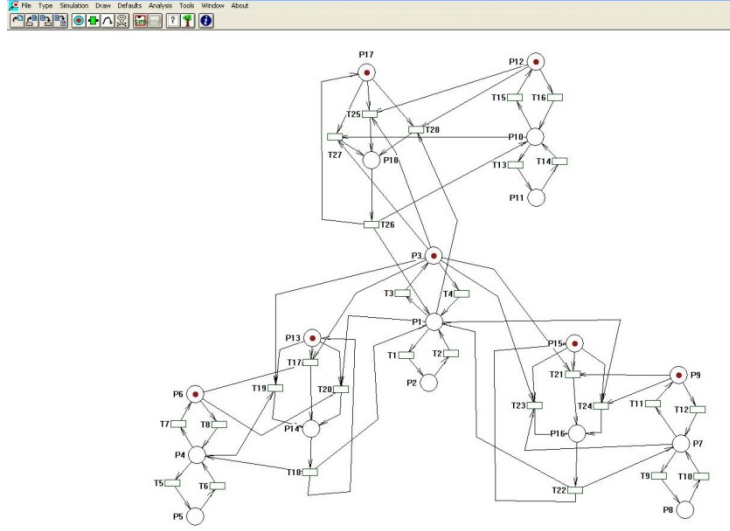 File Type Simulation Draw Defaults Analysis Tools Window About
P17
P12
T15
T16
T25
T28
T27
P18
P10
T13
T14
P11
T26
P3
T3
T4
P1
T1
T2
P2
P13
T17
T19
T20
P6
T7
T8
P14
P4
T18
T5
T6
P5
P15
T21
P9
T23
T24
T11
T12
P16
P7
T9
T10
T22
P8